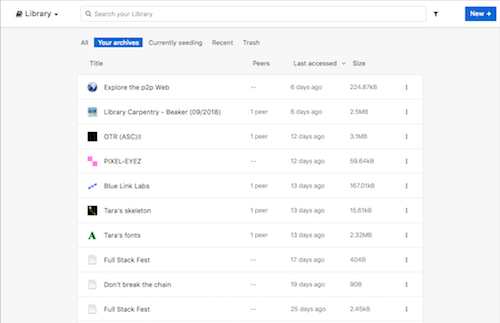 Library
Search your Library
New +
All Your archives Currently seeding Recent Trash
Title Peers Last accessed Size
Explore the p2p Web -- 6 days ago 224.87kB
Library Carpentry - Beaker (09/2018) 1 peer 6 days ago 2.5MB
OTR (ASC)II 1 peer 12 days ago 3.1MB
PIXEL-EYEZ -- 12 days ago 59.64kB
Blue Link Labs 1 peer 13 days ago 167.01kB
Tara's skeleton 1 peer 13 days ago 15.61kB
Tara's fonts 1 peer 13 days ago 2.32MB
Full Stack Fest -- 17 days ago 404B
Don't break the chain -- 19 days ago 90B
Full Stack Fest -- 25 days ago 2.45kB